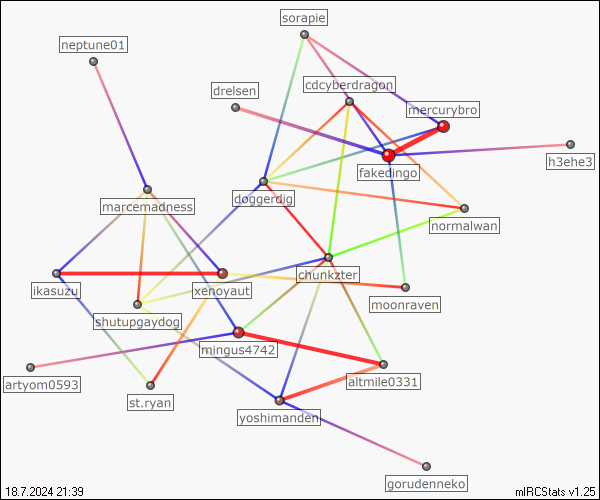 sorapie
neptune01
cdcyberdragon
drelsen
mercurybro
h3ehe3
fakedingo
doggerdig
marcemadness
normalwan
chunkzter
ikasuzu
xenoyaut
moonraven
shutupgaydog
mingus4742
artyom0593
altmile0331
st.ryan
yoshimanden
gorudenneko
18.7.2024 21:39
mIRCStats v1.25